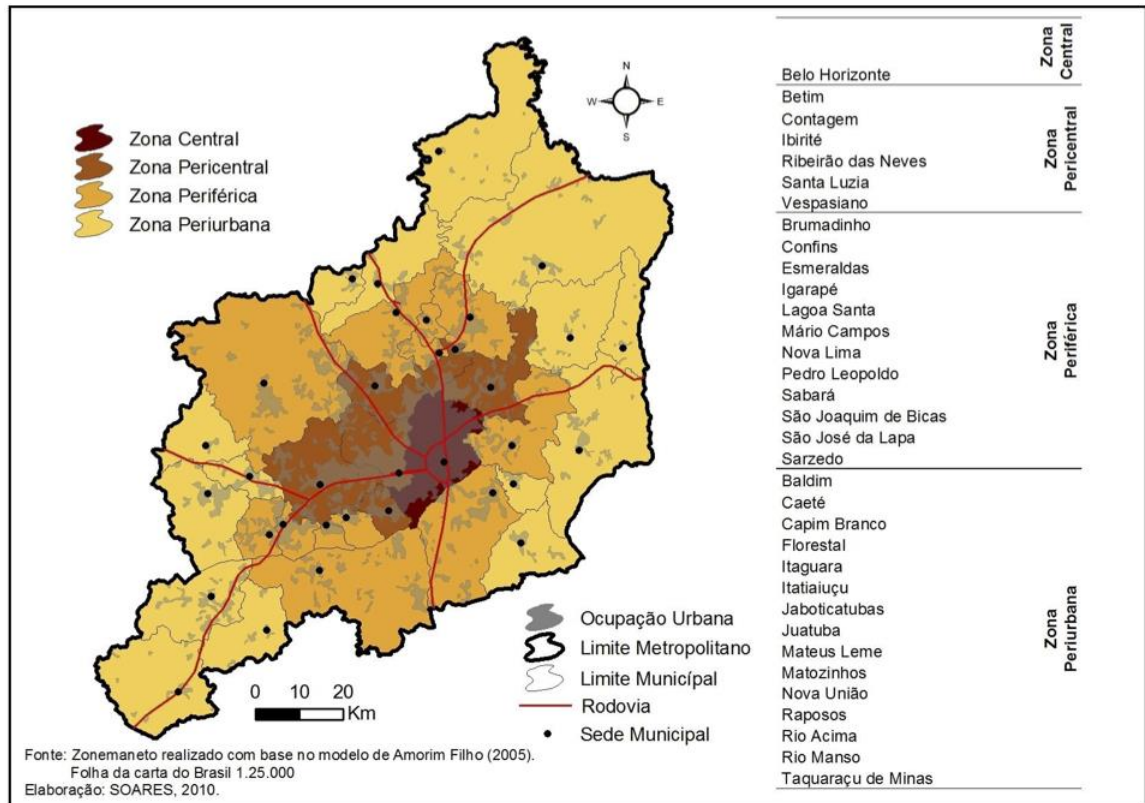 N
W
E
S
Zona Central
Zona Pericentral
Zona Periférica
Zona Periurbana
Ocupação Urbana
Limite Metropolitano
Limite Munícípal
Rodovia
Sede Municipal
0 10 20
Km
Fonte: Zonemaneto realizado com base no modelo de Amorim Filho (2005).
Folha da carta do Brasil 1.25.000
Elaboração: SOARES, 2010.
Belo Horizonte
Zona
Central
Betim
Contagem
Ibirité
Ribeirão das Neves
Santa Luzia
Vespasiano
Zona
Pericentral
Brumadinho
Confins
Esmeraldas
Igarapé
Lagoa Santa
Mário Campos
Nova Lima
Pedro Leopoldo
Sabará
São Joaquim de Bicas
São José da Lapa
Sarzedo
Zona
Periférica
Baldim
Caeté
Capim Branco
Florestal
Itaguara
Itatiaiuçu
Jaboticatubas
Juatuba
Mateus Leme
Matozinhos
Nova União
Raposos
Rio Acima
Rio Manso
Taquaraçu de Minas
Zona
Periurbana